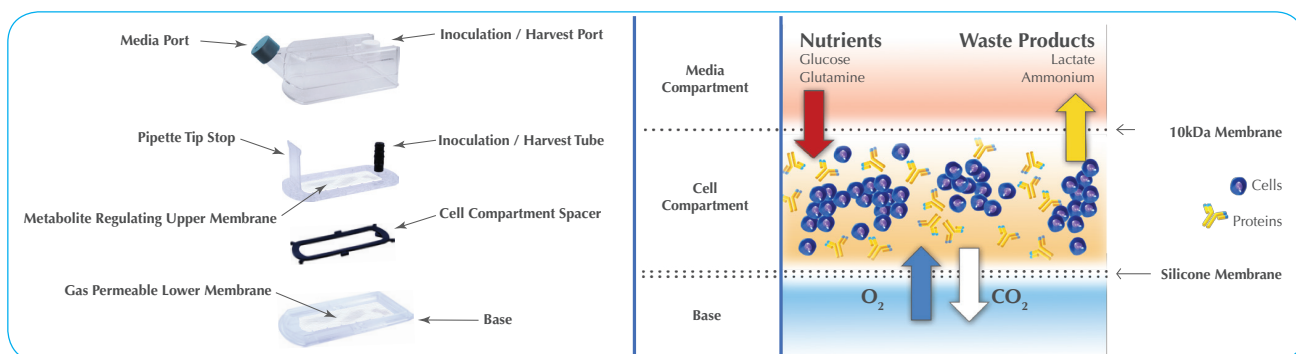 Media Port
Inoculation / Harvest Port
Pipette Tip Stop
Inoculation / Harvest Tube
Metabolite Regulating Upper Membrane
Cell Compartment Spacer
Gas Permeable Lower Membrane
Base
Media
Compartment
Cell
Compartment
Base
Nutrients
Glucose
Glutamine
Waste Products
Lactate
Ammonium
10kDa Membrane
Cells
Proteins
Silicone Membrane
O₂
CO₂